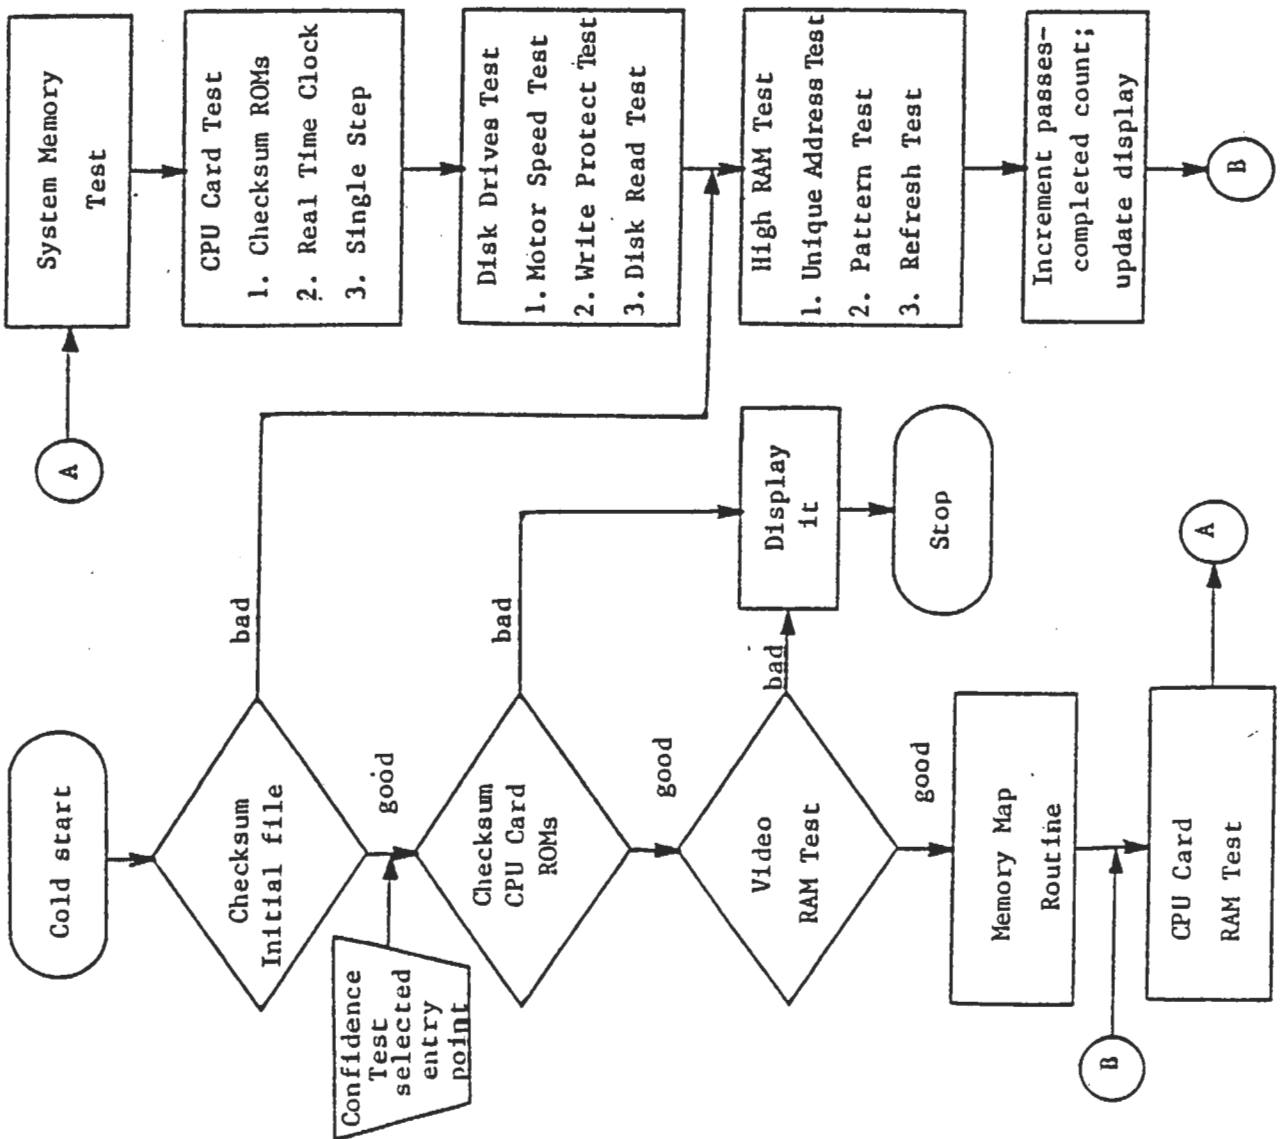 Cold start
Checksum
Initial file
bad
good
Confidence
Test
selected
entry
point
Checksum
CPU Card
ROMs
bad
good
Video
RAM Test
bad
good
Display
it
Stop
Memory Map
Routine
B
CPU Card
RAM Test
A
A
System Memory
Test
CPU Card Test
1. Checksum ROMs
2. Real Time Clock
3. Single Step
Disk Drives Test
1. Motor Speed Test
2. Write Protect Test
3. Disk Read Test
High RAM Test
1. Unique Address Test
2. Pattern Test
3. Refresh Test
Increment passes-
completed count;
update display
B